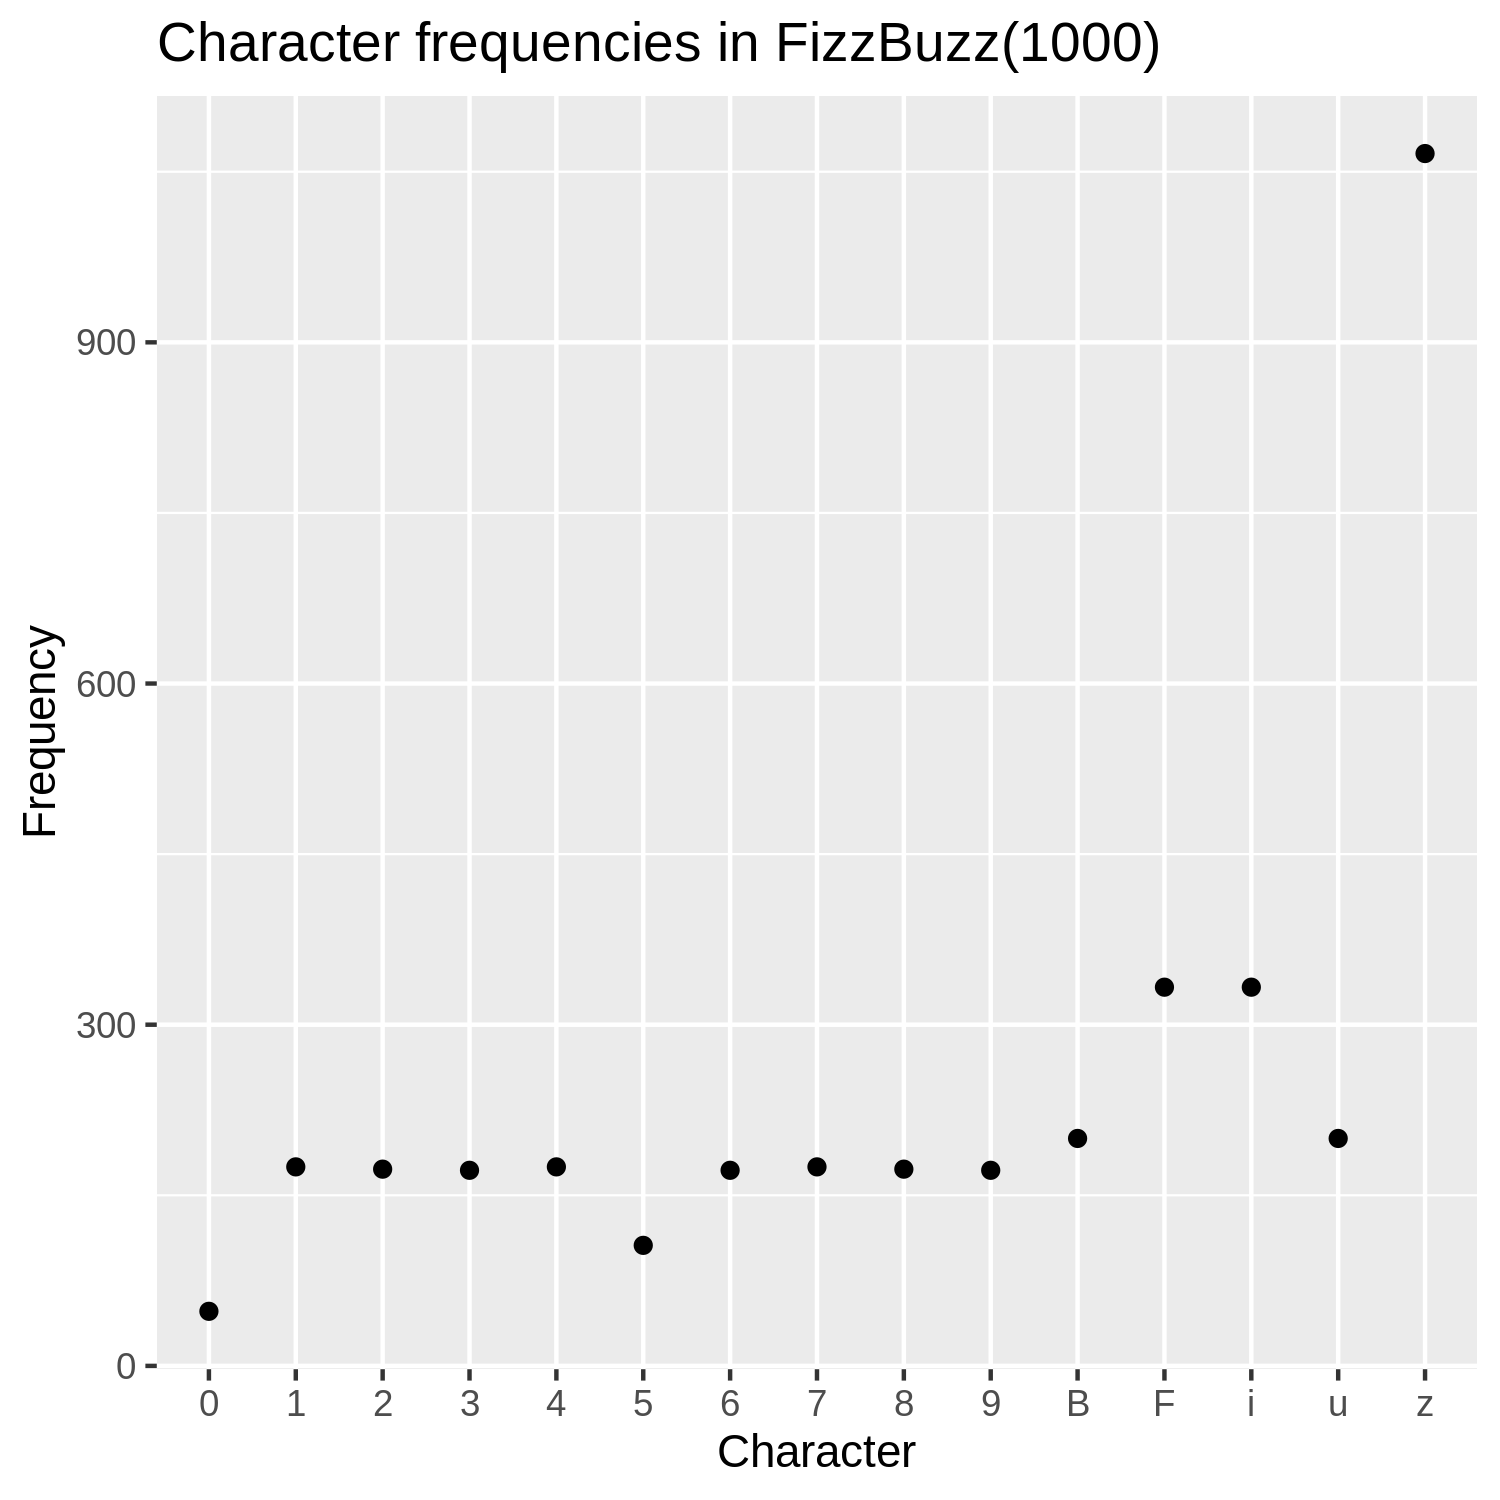 Character frequencies in FizzBuzz(1000)
Frequency
900
600
300
0
0 1 2 3 4 5 6 7 8 9 B F i u z
Character